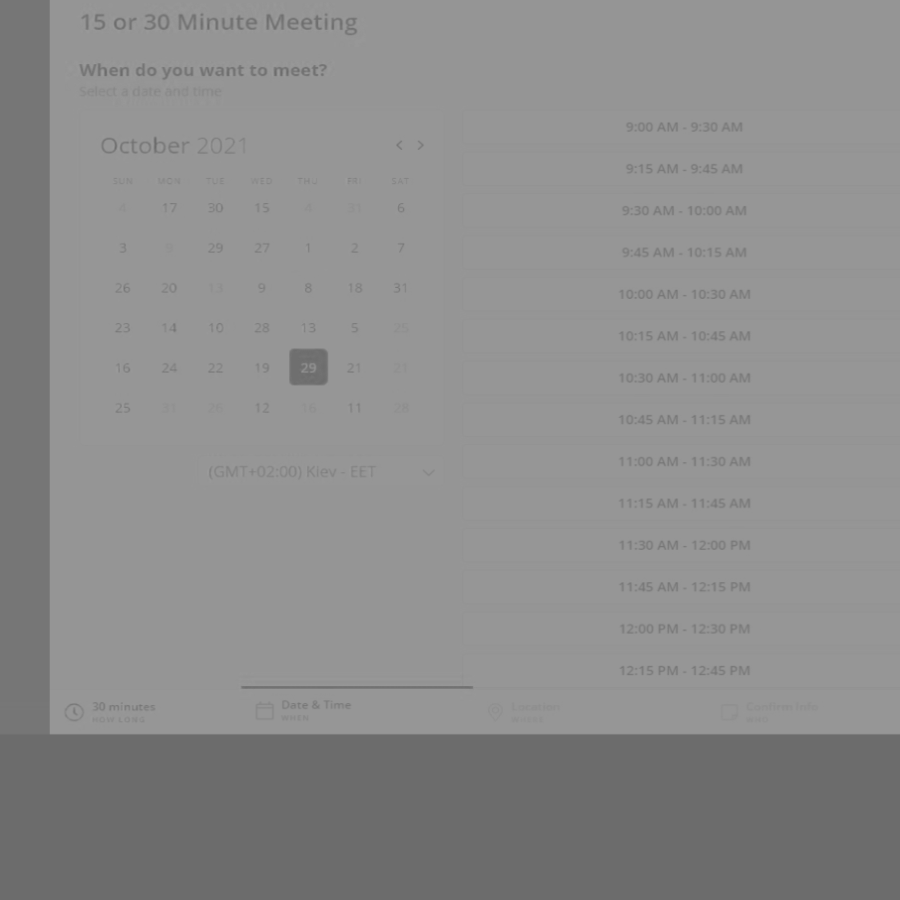 15 or 30 Minute Meeting
When do you want to meet?
Select a date and time
October 2021
SUN MON TUE WED THU FRI SAT
17 30 15 31 6
3 9 29 27 1 2 7
26 20 13 9 8 18 31
23 14 10 28 13 5 25
16 24 22 19 29 21 21
25 31 26 12 16 11 28
(GMT+02:00) Kiev - EET
9:00 AM - 9:30 AM
9:15 AM - 9:45 AM
9:30 AM - 10:00 AM
9:45 AM - 10:15 AM
10:00 AM - 10:30 AM
10:15 AM - 10:45 AM
10:30 AM - 11:00 AM
10:45 AM - 11:15 AM
11:00 AM - 11:30 AM
11:15 AM - 11:45 AM
11:30 AM - 12:00 PM
11:45 AM - 12:15 PM
12:00 PM - 12:30 PM
12:15 PM - 12:45 PM
30 minutes
HOW LONG
Date & Time
WHEN
Location
Confirm Info